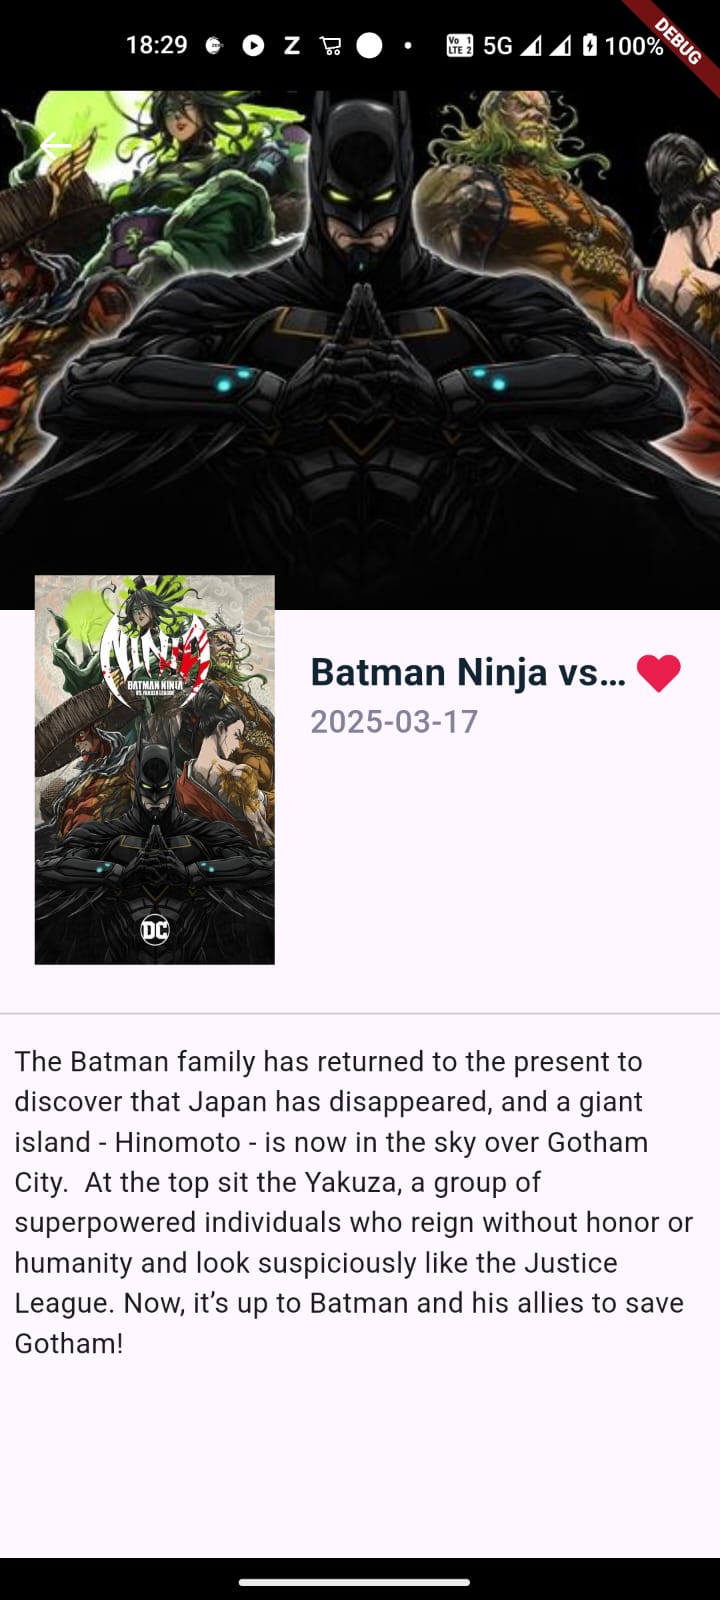 18:29 Z Vo 1 LTE 2 5G 100%
DEBUG
NINJA
BATMAN NINJA
VS. YAKUZA LEAGUE
DC
Batman Ninja vs...
2025-03-17
The Batman family has returned to the present to
discover that Japan has disappeared, and a giant
island - Hinomoto - is now in the sky over Gotham
City.  At the top sit the Yakuza, a group of
superpowered individuals who reign without honor or
humanity and look suspiciously like the Justice
League. Now, it’s up to Batman and his allies to save
Gotham!